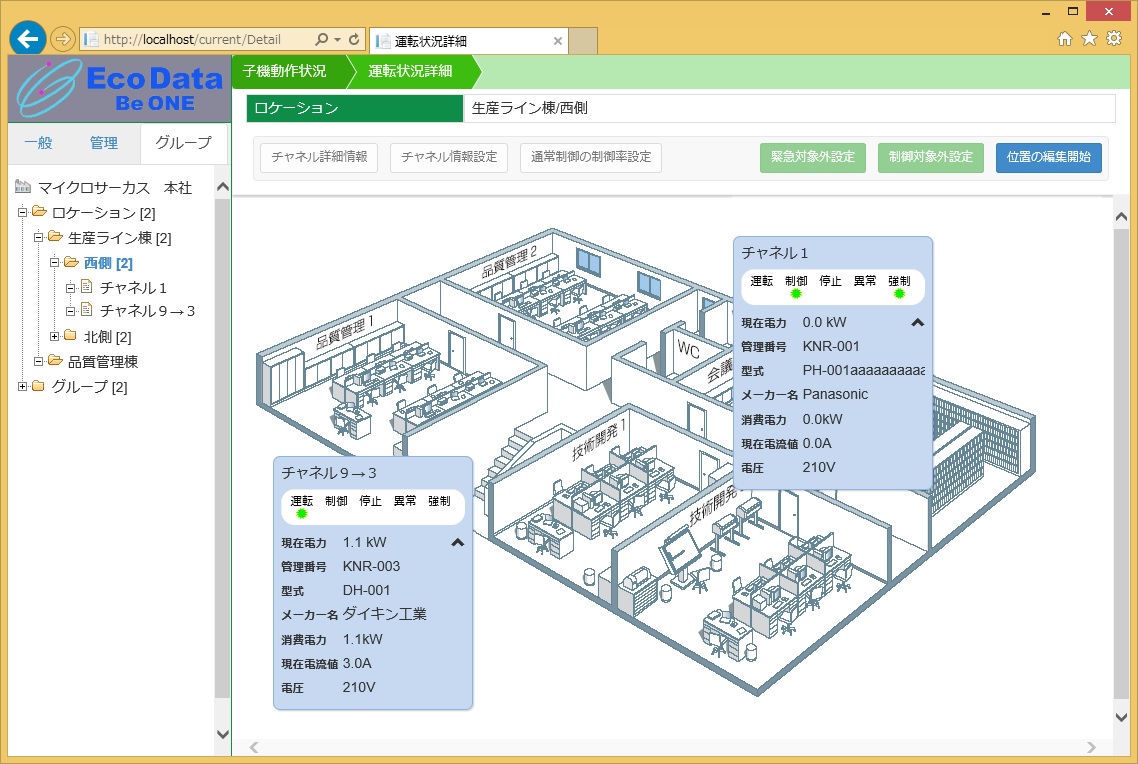 http://localhost/current/Detail
運転状況詳細
Eco Data
Be ONE
子機動作状況
運転状況詳細
ロケーション
生産ライン棟/西側
一般
管理
グループ
チャネル詳細情報
チャネル情報設定
通常制御の制御率設定
緊急対象外設定
制御対象外設定
位置の編集開始
マイクロサーカス 本社
ロケーション [2]
生産ライン棟 [2]
西側 [2]
チャネル１
チャネル９→３
北側 [2]
品質管理棟
グループ [2]
品質管理２
品質管理１
WC
会議
技術開発１
技術開発
チャネル１
運転 制御 停止 異常 強制
現在電力 0.0 kW
管理番号 KNR-001
型式 PH-001aaaaaaaaaa
メーカー名 Panasonic
消費電力 0.0kW
現在電流値 0.0A
電圧 210V
チャネル９→３
運転 制御 停止 異常 強制
現在電力 1.1 kW
管理番号 KNR-003
型式 DH-001
メーカー名 ダイキン工業
消費電力 1.1kW
現在電流値 3.0A
電圧 210V